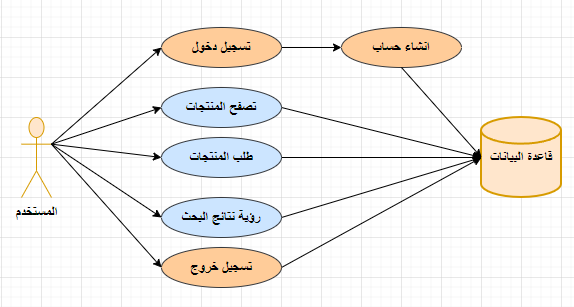 تسجيل دخول
انشاء حساب
تصفح المنتجات
طلب المنتجات
قاعدة البيانات
المستخدم
رؤية نتائج البحث
تسجيل خروج